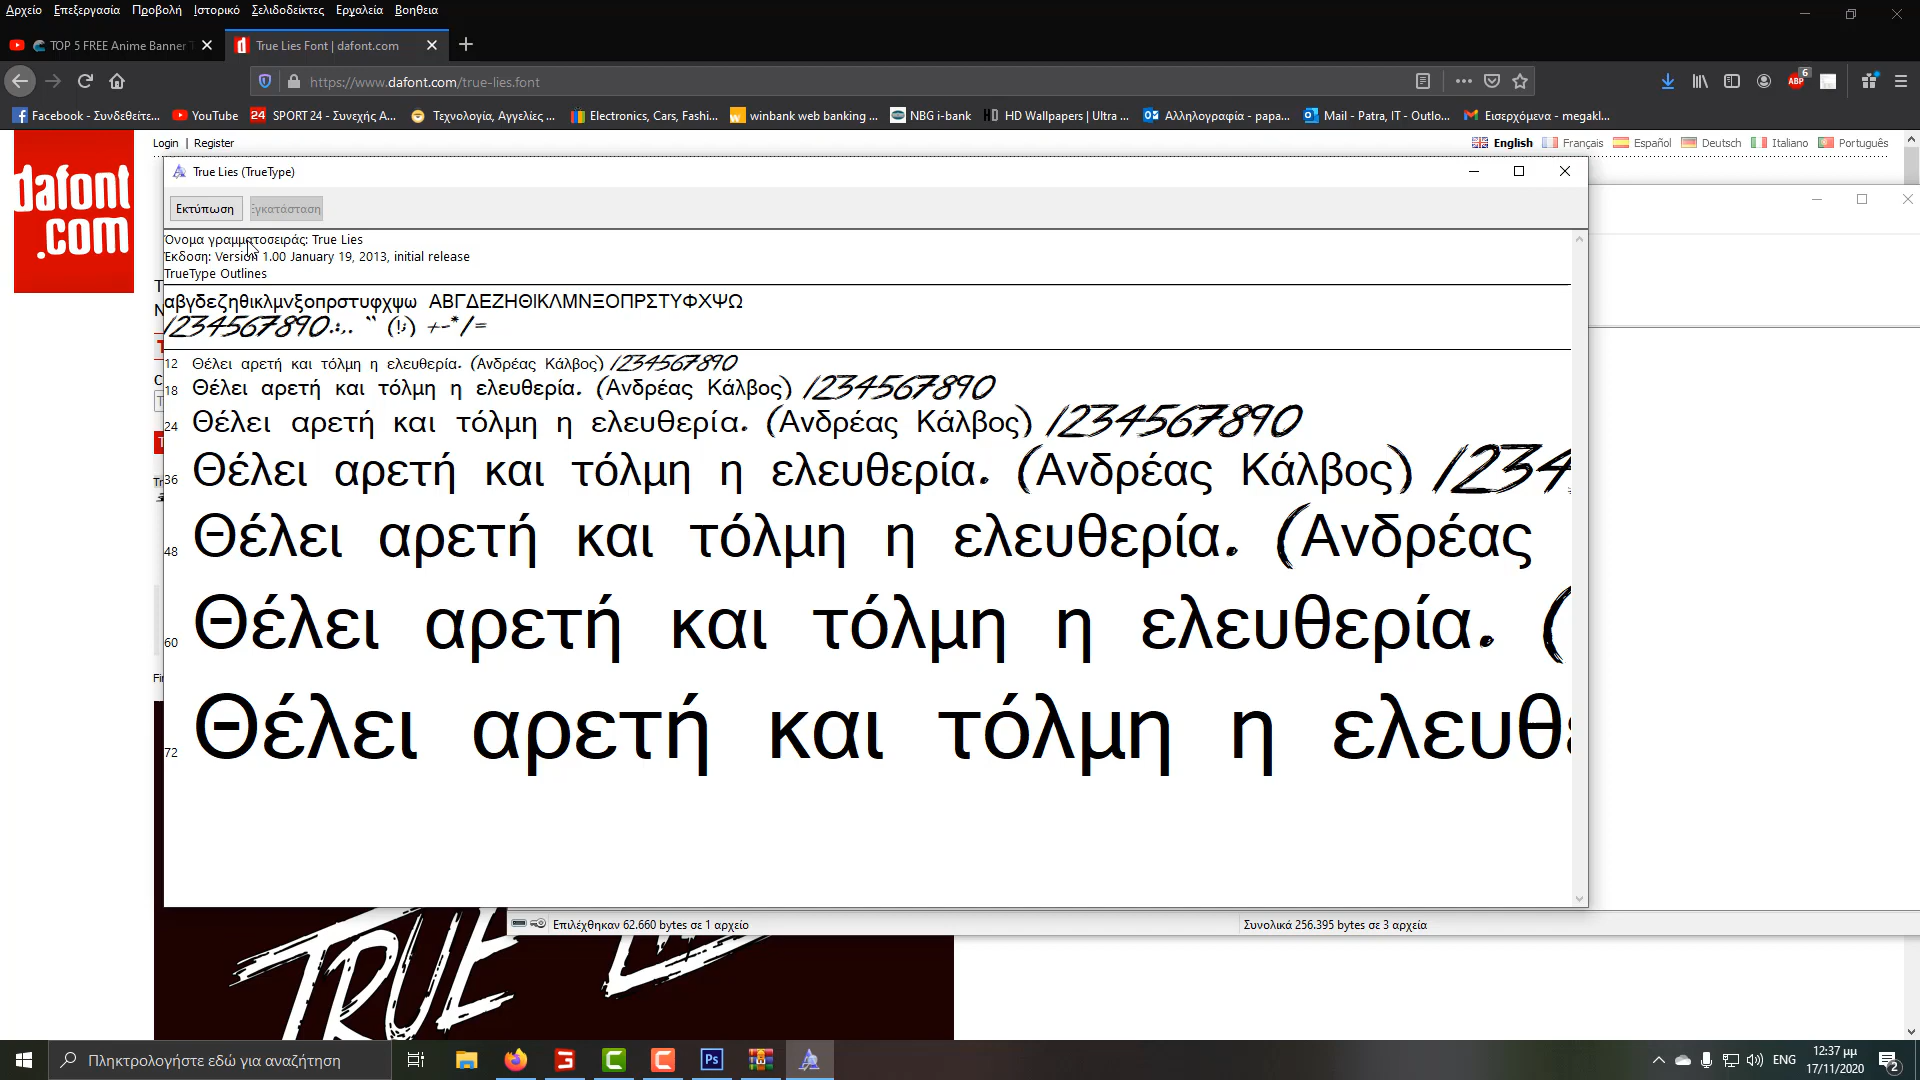 Αρχείο Επεξεργασία Προβολή Ιστορικό Σελιδοδείκτες Εργαλεία Βοηθεια
TOP 5 FREE Anime Banner T
True Lies Font | dafont.com
https://www.dafont.com/true-lies.font
6
Facebook - Συνδεθείτε...
YouTube
SPORT 24 - Συνεχής Α...
Τεχνολογία, Αγγελίες ...
Electronics, Cars, Fashi...
winbank web banking ...
NBG i-bank
HD Wallpapers | Ultra ...
Αλληλογραφία - papa...
Mail - Patra, IT - Outlo...
Εισερχόμενα - megakl...
dafont
.com
Login | Register
English Français Español Deutsch Italiano Português
True Lies (TrueType)
Εκτύπωση
Εγκατάσταση
Όνομα γραμματοσειράς: True Lies
Έκδοση: Version 1.00 January 19, 2013, initial release
TrueType Outlines
αβγδεζηθικλμνξοπρστυφχψω ΑΒΓΔΕΖΗΘΙΚΛΜΝΞΟΠΡΣΤΥΦΧΨΩ
1234567890.:,. '" (!;) +-*/=
12 Θέλει αρετή και τόλμη η ελευθερία. (Ανδρέας Κάλβος) 1234567890
18 Θέλει αρετή και τόλμη η ελευθερία. (Ανδρέας Κάλβος) 1234567890
24 Θέλει αρετή και τόλμη η ελευθερία. (Ανδρέας Κάλβος) 1234567890
36 Θέλει αρετή και τόλμη η ελευθερία. (Ανδρέας Κάλβος) 1234
48 Θέλει αρετή και τόλμη η ελευθερία. (Ανδρέας
60 Θέλει αρετή και τόλμη η ελευθερία. (
72 Θέλει αρετή και τόλμη η ελευθε
Επιλέχθηκαν 62.660 bytes σε 1 αρχείο
Συνολικά 256.395 bytes σε 3 αρχεία
TRUE
Πληκτρολογήστε εδώ για αναζήτηση
Ps
ENG
12:37 μμ
17/11/2020
2